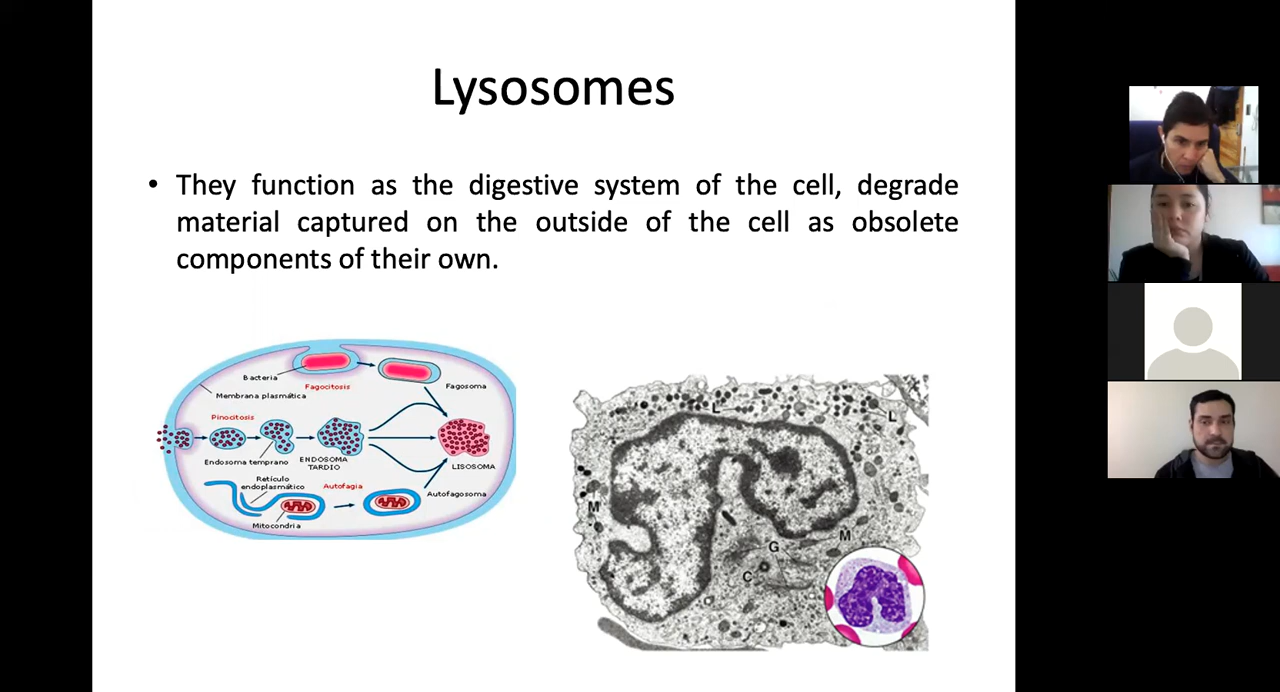 Lysosomes
• They function as the digestive system of the cell, degrade
material captured on the outside of the cell as obsolete
components of their own.
Bacteria
Fagocitosis
Fagosoma
Membrana plasmática
Pinocitosis
Endosoma temprano
ENDOSOMA
TARDIO
LISOSOMA
Retículo
endoplasmático
Autofagia
Autofagosoma
Mitocondria
L
L
M
M
G
C